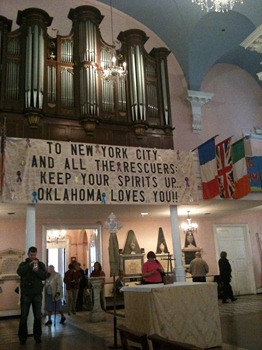 TO NEW YORK CITY
AND ALL THE RESCUERS:
KEEP YOUR SPIRITS UP...
OKLAHOMA LOVES YOU!!